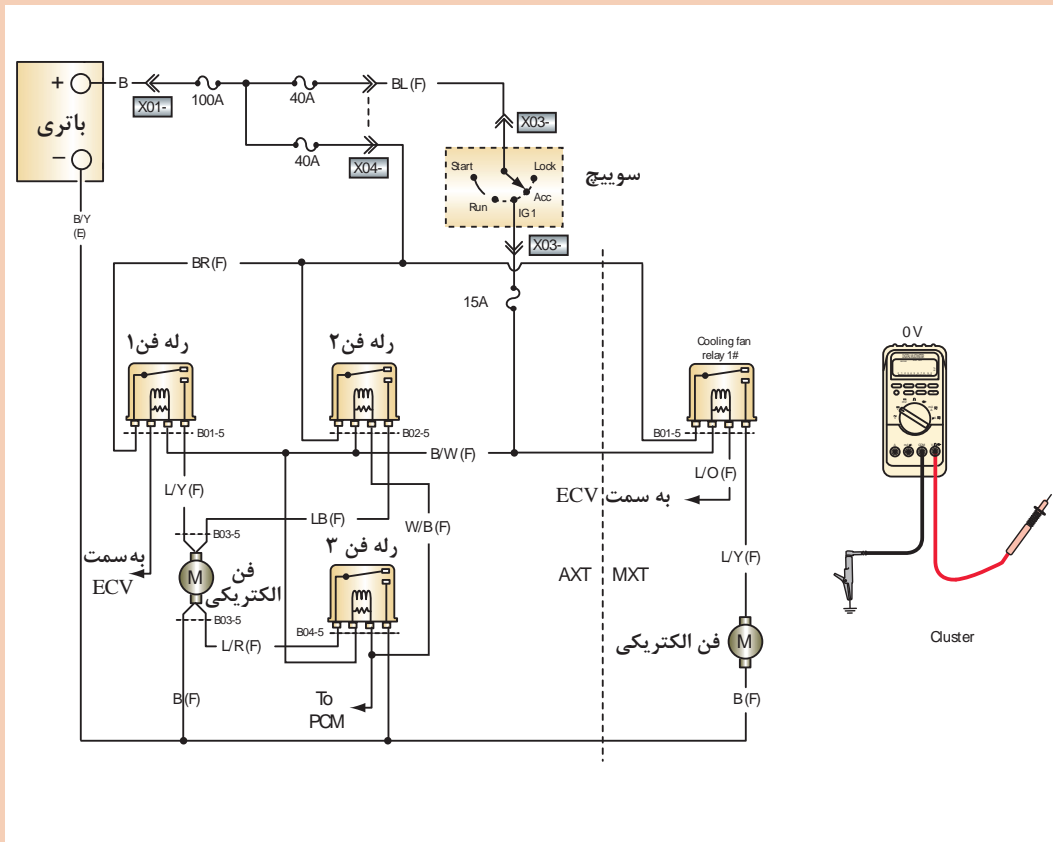 +
B
X01-
100A
40A
BL (F)
باتری
40A
X04-
X03-
−
Start
Lock
سوییچ
Run
Acc
IG1
B/Y
(E)
X03-
BR (F)
15A
رله فن۱
رله فن۲
Cooling fan
relay 1#
0 V
B01-5
B02-5
B01-5
B/W (F)
L/Y (F)
L/O (F)
به سمت ECV
LB (F)
W/B (F)
B03-5
رله فن ۳
L/Y (F)
به سمت
ECV
M
فن
الکتریکی
AXT
MXT
B03-5
B04-5
L/R (F)
فن الکتریکی
M
Cluster
B (F)
To
PCM
B (F)